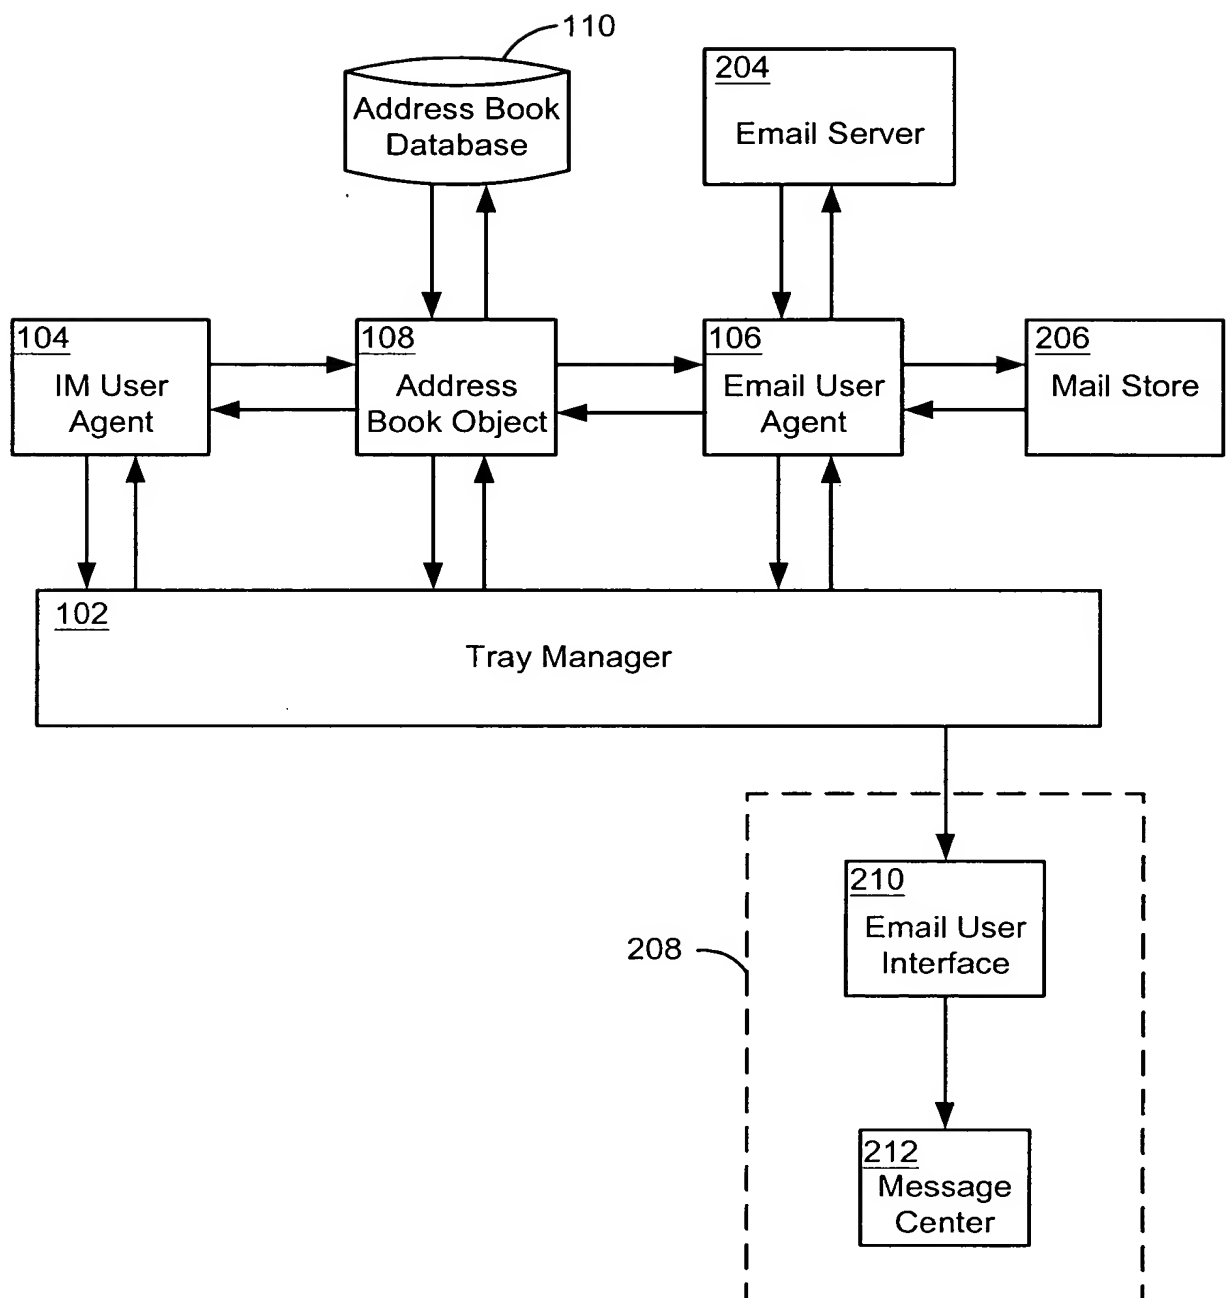 110
Address Book
Database
204
Email Server
104
IM User
Agent
108
Address
Book Object
106
Email User
Agent
206
Mail Store
102
Tray Manager
208
210
Email User
Interface
212
Message
Center